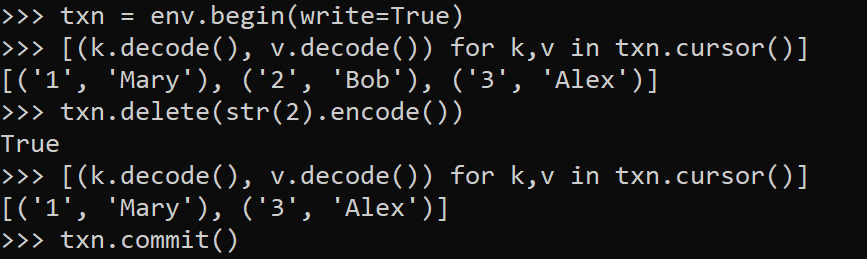 >>> txn = env.begin(write=True)
>>> [(k.decode(), v.decode()) for k,v in txn.cursor()]
[('1', 'Mary'), ('2', 'Bob'), ('3', 'Alex')]
>>> txn.delete(str(2).encode())
True
>>> [(k.decode(), v.decode()) for k,v in txn.cursor()]
[('1', 'Mary'), ('3', 'Alex')]
>>> txn.commit()